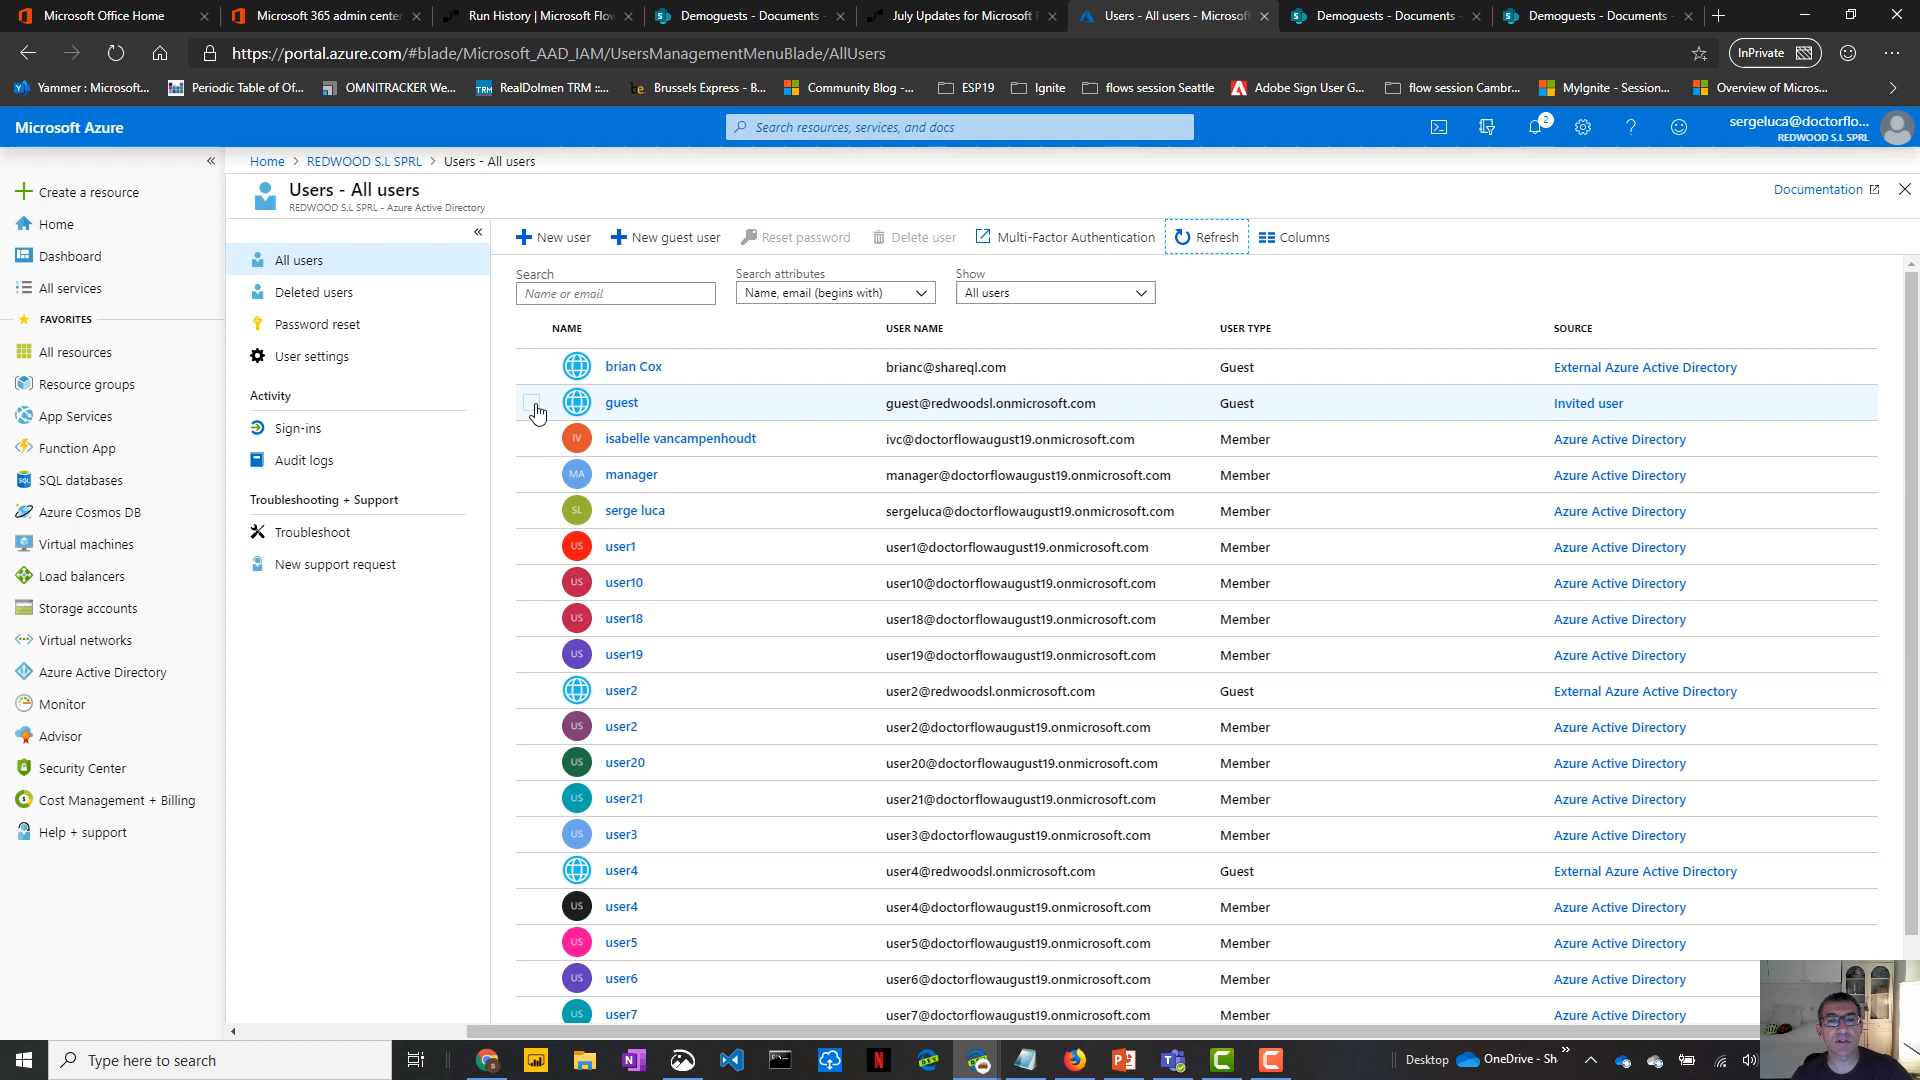 Microsoft Office Home
Microsoft 365 admin center
Run History | Microsoft Flow
Demoguests - Documents -
July Updates for Microsoft
Users - All users - Microsoft
Demoguests - Documents -
Demoguests - Documents -
https://portal.azure.com/#blade/Microsoft_AAD_IAM/UsersManagementMenuBlade/AllUsers
InPrivate
Yammer : Microsoft...
Periodic Table of Of...
OMNITRACKER We...
TRM
RealDolmen TRM ::...
be
Brussels Express - B...
Community Blog -...
ESP19
Ignite
flows session Seattle
Adobe Sign User G...
flow session Cambr...
MyIgnite - Session...
Overview of Micros...
Microsoft Azure
Search resources, services, and docs
2
sergeluca@doctorflo...
REDWOOD S.L SPRL
Home > REDWOOD S.L SPRL > Users - All users
Users - All users
REDWOOD S.L SPRL - Azure Active Directory
Documentation
Create a resource
Home
Dashboard
All services
FAVORITES
All resources
Resource groups
App Services
Function App
SQL databases
Azure Cosmos DB
Virtual machines
Load balancers
Storage accounts
Virtual networks
Azure Active Directory
Monitor
Advisor
Security Center
Cost Management + Billing
Help + support
All users
Deleted users
Password reset
User settings
Activity
Sign-ins
Audit logs
Troubleshooting + Support
Troubleshoot
New support request
New user
New guest user
Reset password
Delete user
Multi-Factor Authentication
Refresh
Columns
Search
Name or email
Search attributes
Name, email (begins with)
Show
All users
NAME USER NAME USER TYPE SOURCE
brian Cox brianc@shareql.com Guest External Azure Active Directory
guest guest@redwoodsl.onmicrosoft.com Guest Invited user
IV isabelle vancampenhoudt ivc@doctorflowaugust19.onmicrosoft.com Member Azure Active Directory
MA manager manager@doctorflowaugust19.onmicrosoft.com Member Azure Active Directory
SL serge luca sergeluca@doctorflowaugust19.onmicrosoft.com Member Azure Active Directory
US user1 user1@doctorflowaugust19.onmicrosoft.com Member Azure Active Directory
US user10 user10@doctorflowaugust19.onmicrosoft.com Member Azure Active Directory
US user18 user18@doctorflowaugust19.onmicrosoft.com Member Azure Active Directory
US user19 user19@doctorflowaugust19.onmicrosoft.com Member Azure Active Directory
user2 user2@redwoodsl.onmicrosoft.com Guest External Azure Active Directory
US user2 user2@doctorflowaugust19.onmicrosoft.com Member Azure Active Directory
US user20 user20@doctorflowaugust19.onmicrosoft.com Member Azure Active Directory
US user21 user21@doctorflowaugust19.onmicrosoft.com Member Azure Active Directory
US user3 user3@doctorflowaugust19.onmicrosoft.com Member Azure Active Directory
user4 user4@redwoodsl.onmicrosoft.com Guest External Azure Active Directory
US user4 user4@doctorflowaugust19.onmicrosoft.com Member Azure Active Directory
US user5 user5@doctorflowaugust19.onmicrosoft.com Member Azure Active Directory
US user6 user6@doctorflowaugust19.onmicrosoft.com Member Azure Active Directory
US user7 user7@doctorflowaugust19.onmicrosoft.com Member Azure Active Directory
Type here to search
Desktop
OneDrive - Sh